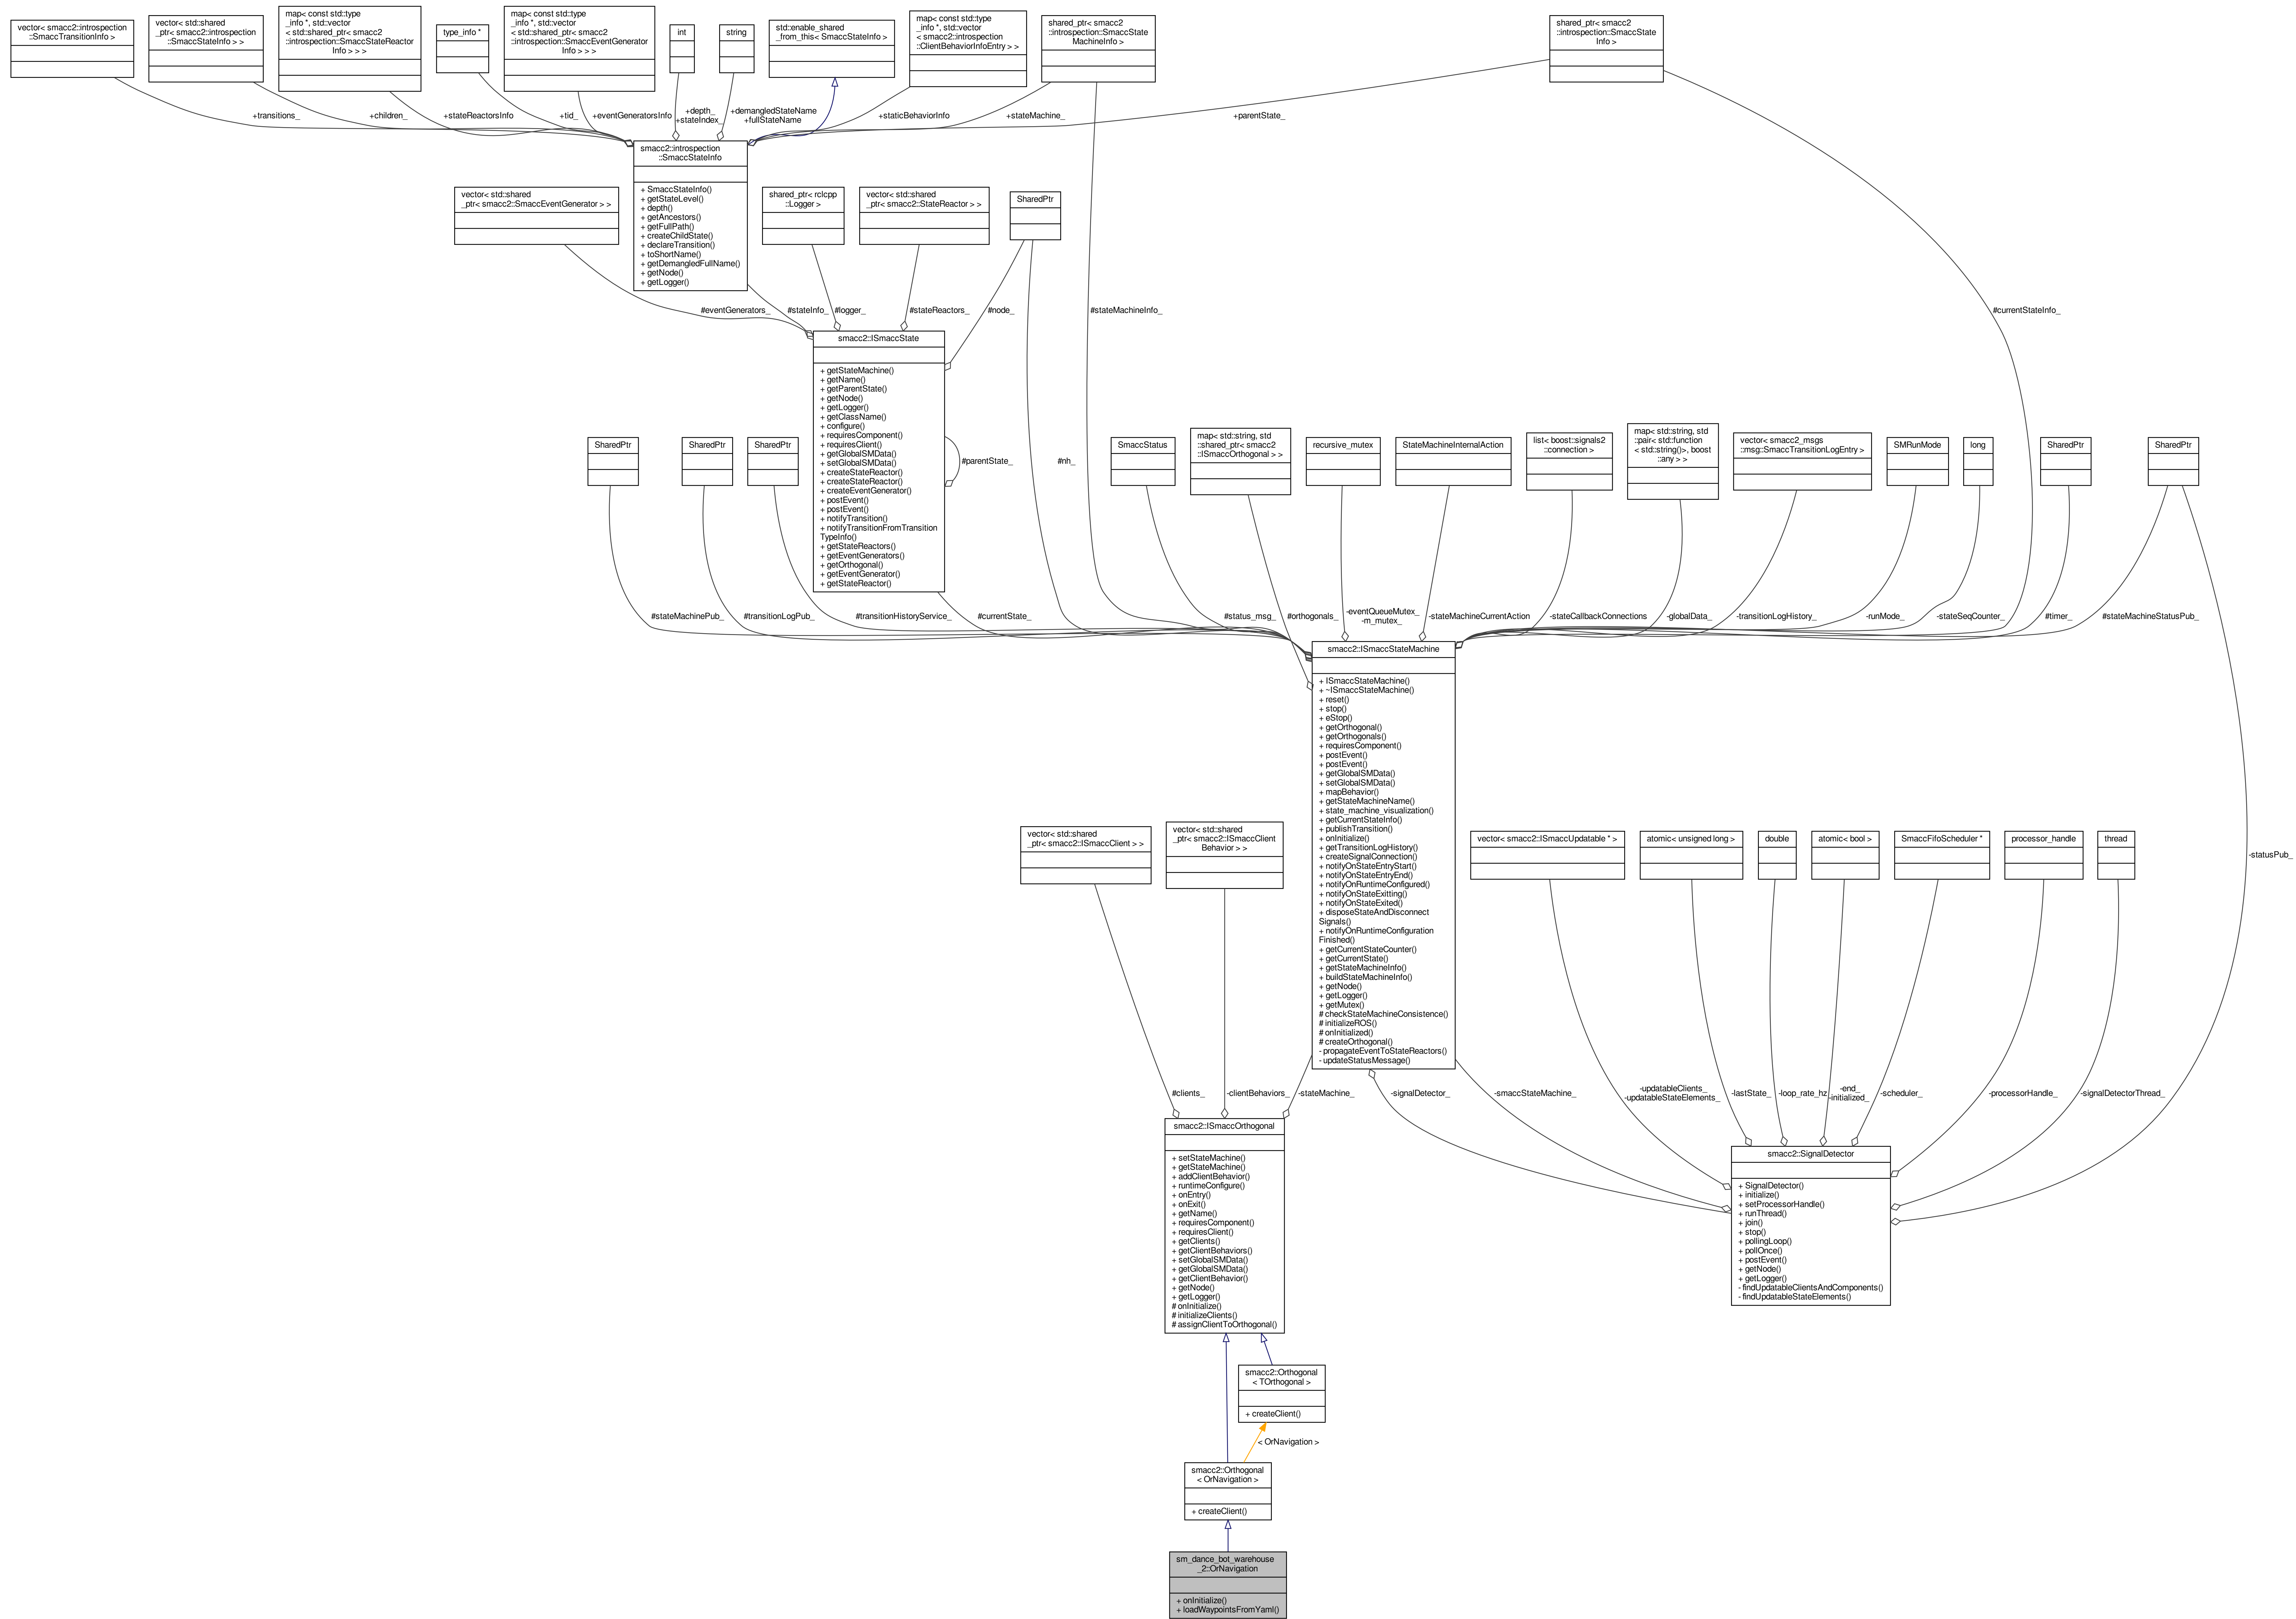 vector< smacc2::introspection
::SmaccTransitionInfo >
vector< std::shared
_ptr< smacc2::introspection
::SmaccStateInfo > >
map< const std::type
_info *, std::vector
< std::shared_ptr< smacc2
::introspection::SmaccStateReactor
Info > > >
type_info *
map< const std::type
_info *, std::vector
< std::shared_ptr< smacc2
::introspection::SmaccEventGenerator
Info > > >
int
string
std::enable_shared
_from_this< SmaccStateInfo >
map< const std::type
_info *, std::vector
< smacc2::introspection
::ClientBehaviorInfoEntry > >
shared_ptr< smacc2
::introspection::SmaccState
MachineInfo >
shared_ptr< smacc2
::introspection::SmaccState
Info >
+transitions_
+children_
+stateReactorsInfo
+tid_
+eventGeneratorsInfo
+depth_
+stateIndex_
+demangledStateName
+fullStateName
+staticBehaviorInfo
+stateMachine_
+parentState_
smacc2::introspection
::SmaccStateInfo
+ SmaccStateInfo()
+ getStateLevel()
+ depth()
+ getAncestors()
+ getFullPath()
+ createChildState()
+ declareTransition()
+ toShortName()
+ getDemangledFullName()
+ getNode()
+ getLogger()
vector< std::shared
_ptr< smacc2::SmaccEventGenerator > >
shared_ptr< rclcpp
::Logger >
vector< std::shared
_ptr< smacc2::StateReactor > >
SharedPtr
#eventGenerators_
#stateInfo_
#logger_
#stateReactors_
#node_
#stateMachineInfo_
#currentStateInfo_
smacc2::ISmaccState
+ getStateMachine()
+ getName()
+ getParentState()
+ getNode()
+ getLogger()
+ getClassName()
+ configure()
+ requiresComponent()
+ requiresClient()
+ getGlobalSMData()
+ setGlobalSMData()
+ createStateReactor()
+ createStateReactor()
+ createEventGenerator()
+ postEvent()
+ postEvent()
+ notifyTransition()
+ notifyTransitionFromTransition
TypeInfo()
+ getStateReactors()
+ getEventGenerators()
+ getOrthogonal()
+ getEventGenerator()
+ getStateReactor()
#parentState_
#nh_
SharedPtr
SharedPtr
SharedPtr
SmaccStatus
map< std::string, std
::shared_ptr< smacc2
::ISmaccOrthogonal > >
recursive_mutex
StateMachineInternalAction
list< boost::signals2
::connection >
map< std::string, std
::pair< std::function
< std::string()>, boost
::any > >
vector< smacc2_msgs
::msg::SmaccTransitionLogEntry >
SMRunMode
long
SharedPtr
SharedPtr
#stateMachinePub_
#transitionLogPub_
#transitionHistoryService_
#currentState_
#status_msg_
#orthogonals_
-eventQueueMutex_
-m_mutex_
-stateMachineCurrentAction
-stateCallbackConnections
-globalData_
-transitionLogHistory_
-runMode_
-stateSeqCounter_
#timer_
#stateMachineStatusPub_
smacc2::ISmaccStateMachine
+ ISmaccStateMachine()
+ ~ISmaccStateMachine()
+ reset()
+ stop()
+ eStop()
+ getOrthogonal()
+ getOrthogonals()
+ requiresComponent()
+ postEvent()
+ postEvent()
+ getGlobalSMData()
+ setGlobalSMData()
+ mapBehavior()
+ getStateMachineName()
+ state_machine_visualization()
+ getCurrentStateInfo()
+ publishTransition()
+ onInitialize()
+ getTransitionLogHistory()
+ createSignalConnection()
+ notifyOnStateEntryStart()
+ notifyOnStateEntryEnd()
+ notifyOnRuntimeConfigured()
+ notifyOnStateExitting()
+ notifyOnStateExited()
+ disposeStateAndDisconnect
Signals()
+ notifyOnRuntimeConfiguration
Finished()
+ getCurrentStateCounter()
+ getCurrentState()
+ getStateMachineInfo()
+ buildStateMachineInfo()
+ getNode()
+ getLogger()
+ getMutex()
# checkStateMachineConsistence()
# initializeROS()
# onInitialized()
# createOrthogonal()
- propagateEventToStateReactors()
- updateStatusMessage()
vector< std::shared
_ptr< smacc2::ISmaccClient > >
vector< std::shared
_ptr< smacc2::ISmaccClient
Behavior > >
vector< smacc2::ISmaccUpdatable * >
atomic< unsigned long >
double
atomic< bool >
SmaccFifoScheduler *
processor_handle
thread
-statusPub_
#clients_
-clientBehaviors_
-stateMachine_
-signalDetector_
-smaccStateMachine_
-updatableClients_
-updatableStateElements_
-lastState_
-loop_rate_hz
-end_
-initialized_
-scheduler_
-processorHandle_
-signalDetectorThread_
smacc2::ISmaccOrthogonal
+ setStateMachine()
+ getStateMachine()
+ addClientBehavior()
+ runtimeConfigure()
+ onEntry()
+ onExit()
+ getName()
+ requiresComponent()
+ requiresClient()
+ getClients()
+ getClientBehaviors()
+ setGlobalSMData()
+ getGlobalSMData()
+ getClientBehavior()
+ getNode()
+ getLogger()
# onInitialize()
# initializeClients()
# assignClientToOrthogonal()
smacc2::SignalDetector
+ SignalDetector()
+ initialize()
+ setProcessorHandle()
+ runThread()
+ join()
+ stop()
+ pollingLoop()
+ pollOnce()
+ postEvent()
+ getNode()
+ getLogger()
- findUpdatableClientsAndComponents()
- findUpdatableStateElements()
smacc2::Orthogonal
< TOrthogonal >
+ createClient()
< OrNavigation >
smacc2::Orthogonal
< OrNavigation >
+ createClient()
sm_dance_bot_warehouse
_2::OrNavigation
+ onInitialize()
+ loadWaypointsFromYaml()